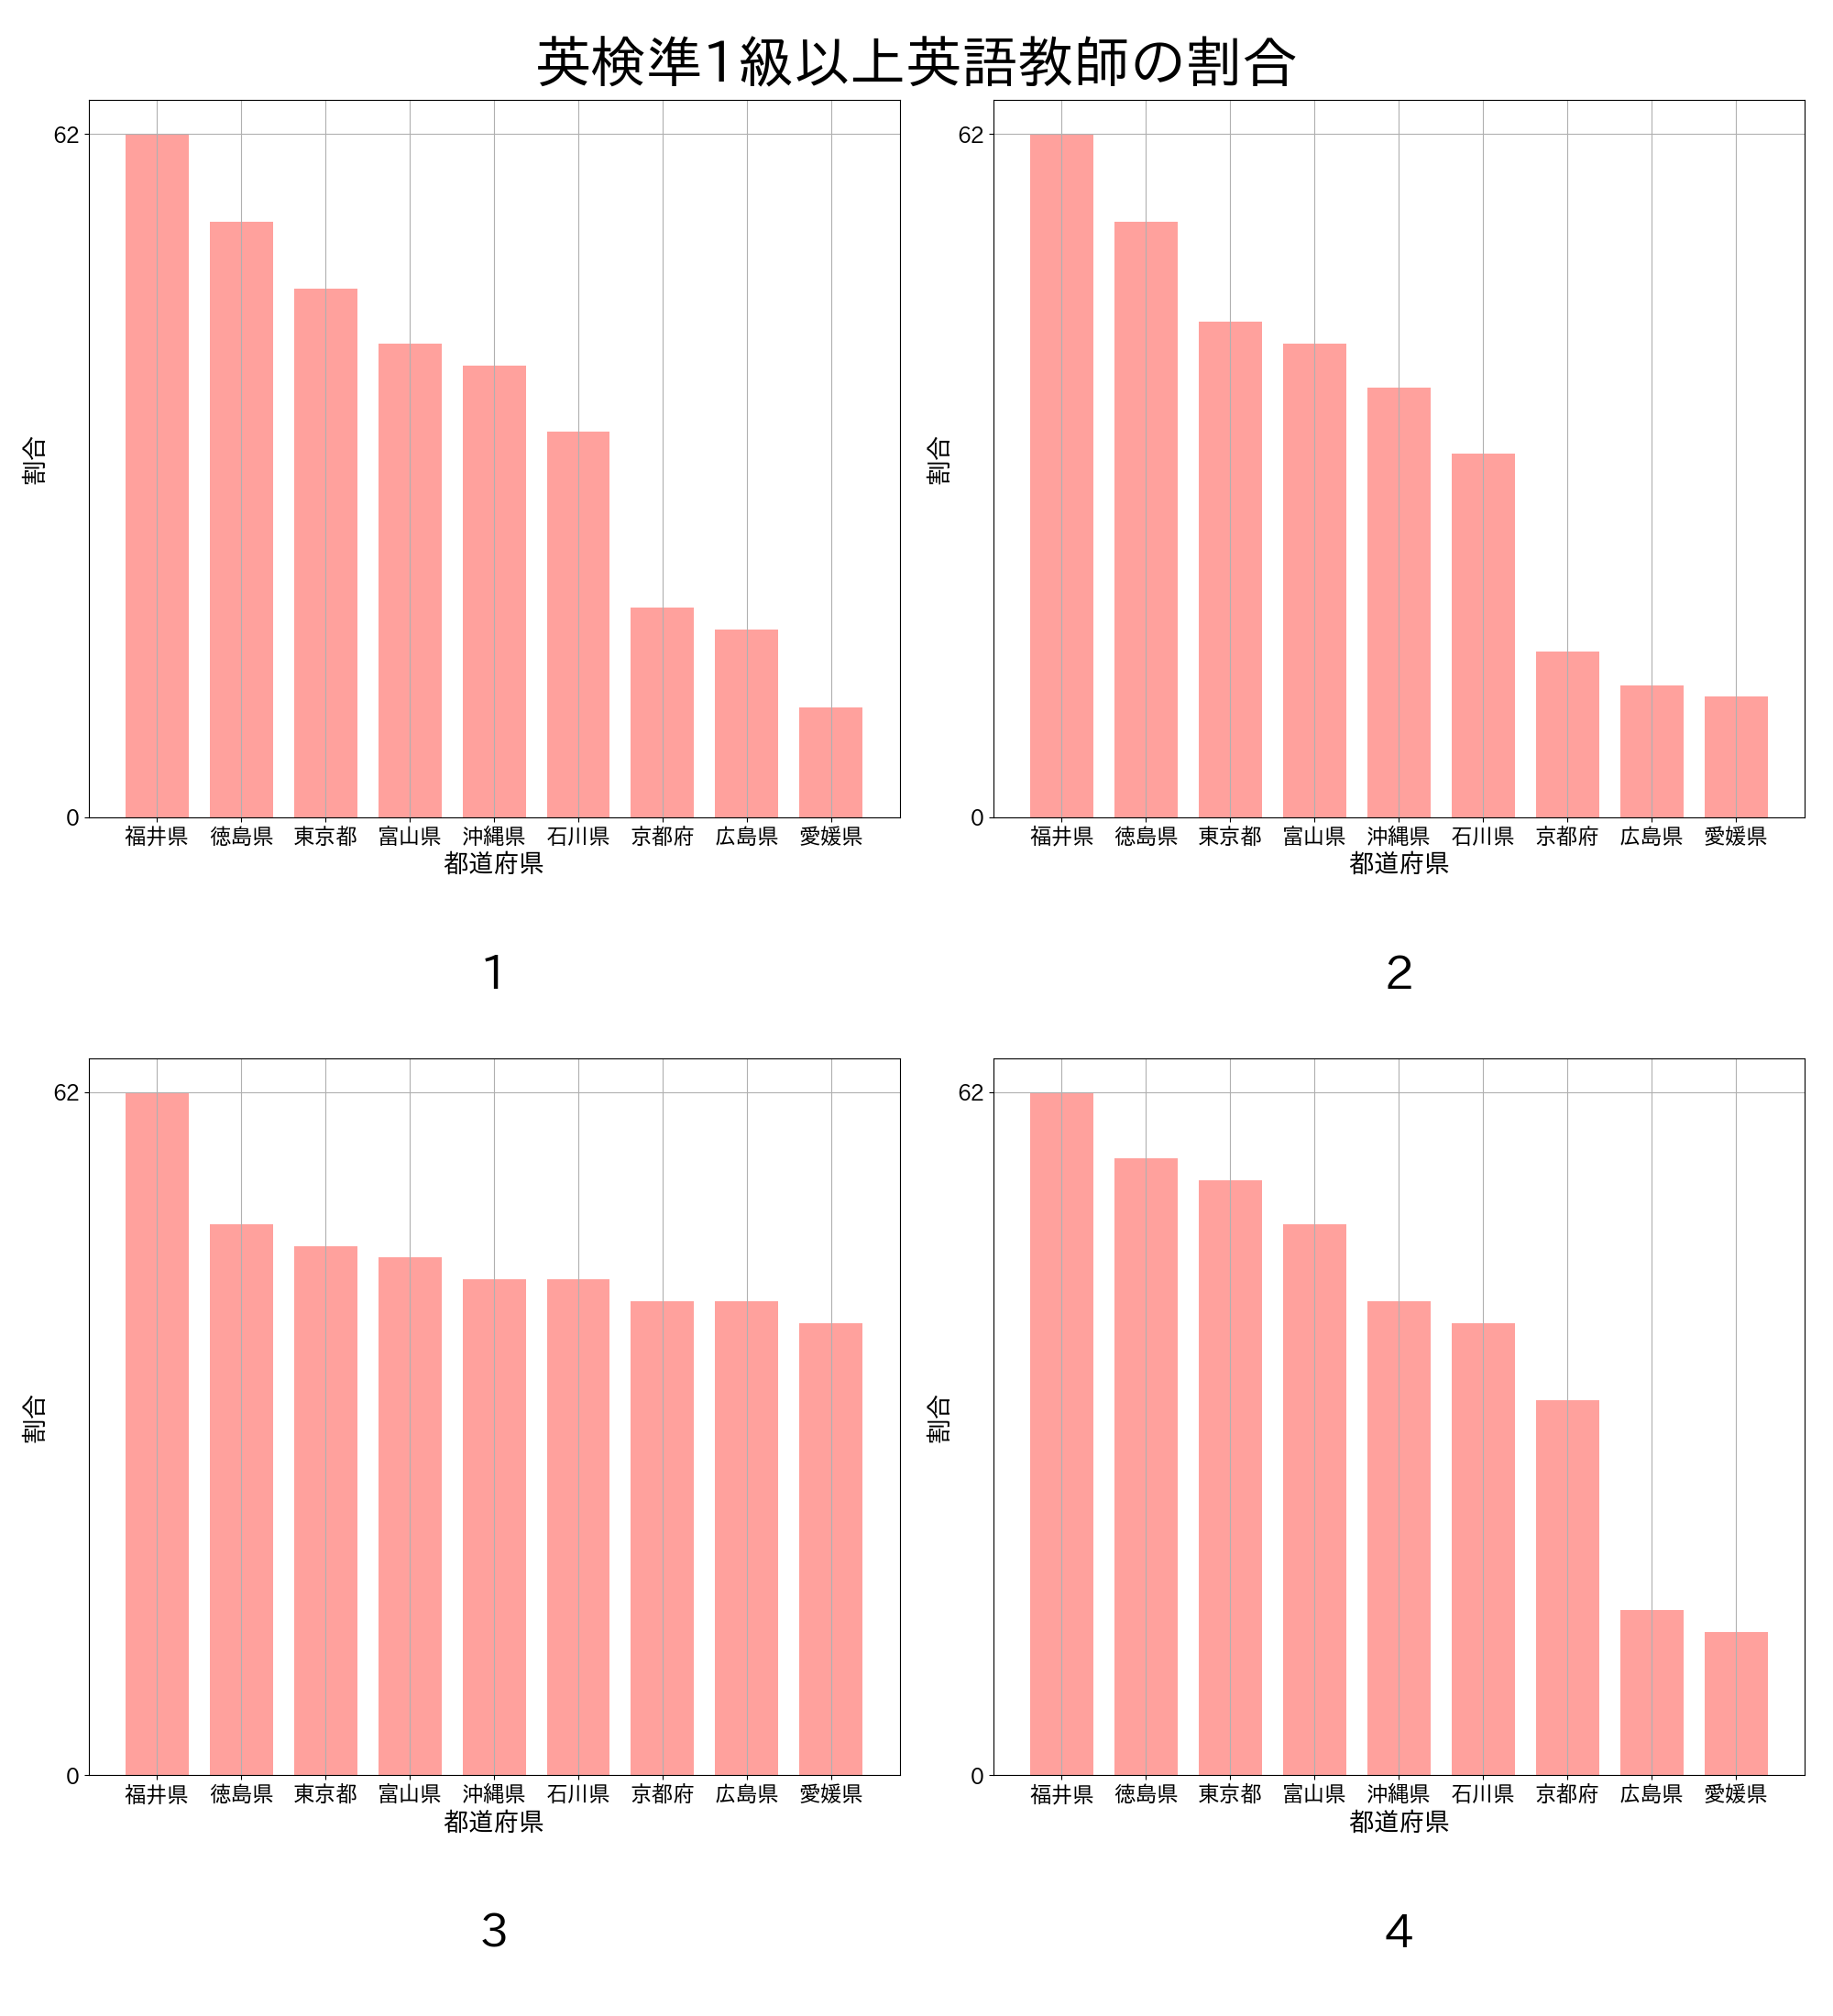 英検準1級以上英語教師の割合
62
0
割合
福井県 徳島県 東京都 富山県 沖縄県 石川県 京都府 広島県 愛媛県
都道府県
1
62
0
割合
福井県 徳島県 東京都 富山県 沖縄県 石川県 京都府 広島県 愛媛県
都道府県
2
62
0
割合
福井県 徳島県 東京都 富山県 沖縄県 石川県 京都府 広島県 愛媛県
都道府県
3
62
0
割合
福井県 徳島県 東京都 富山県 沖縄県 石川県 京都府 広島県 愛媛県
都道府県
4